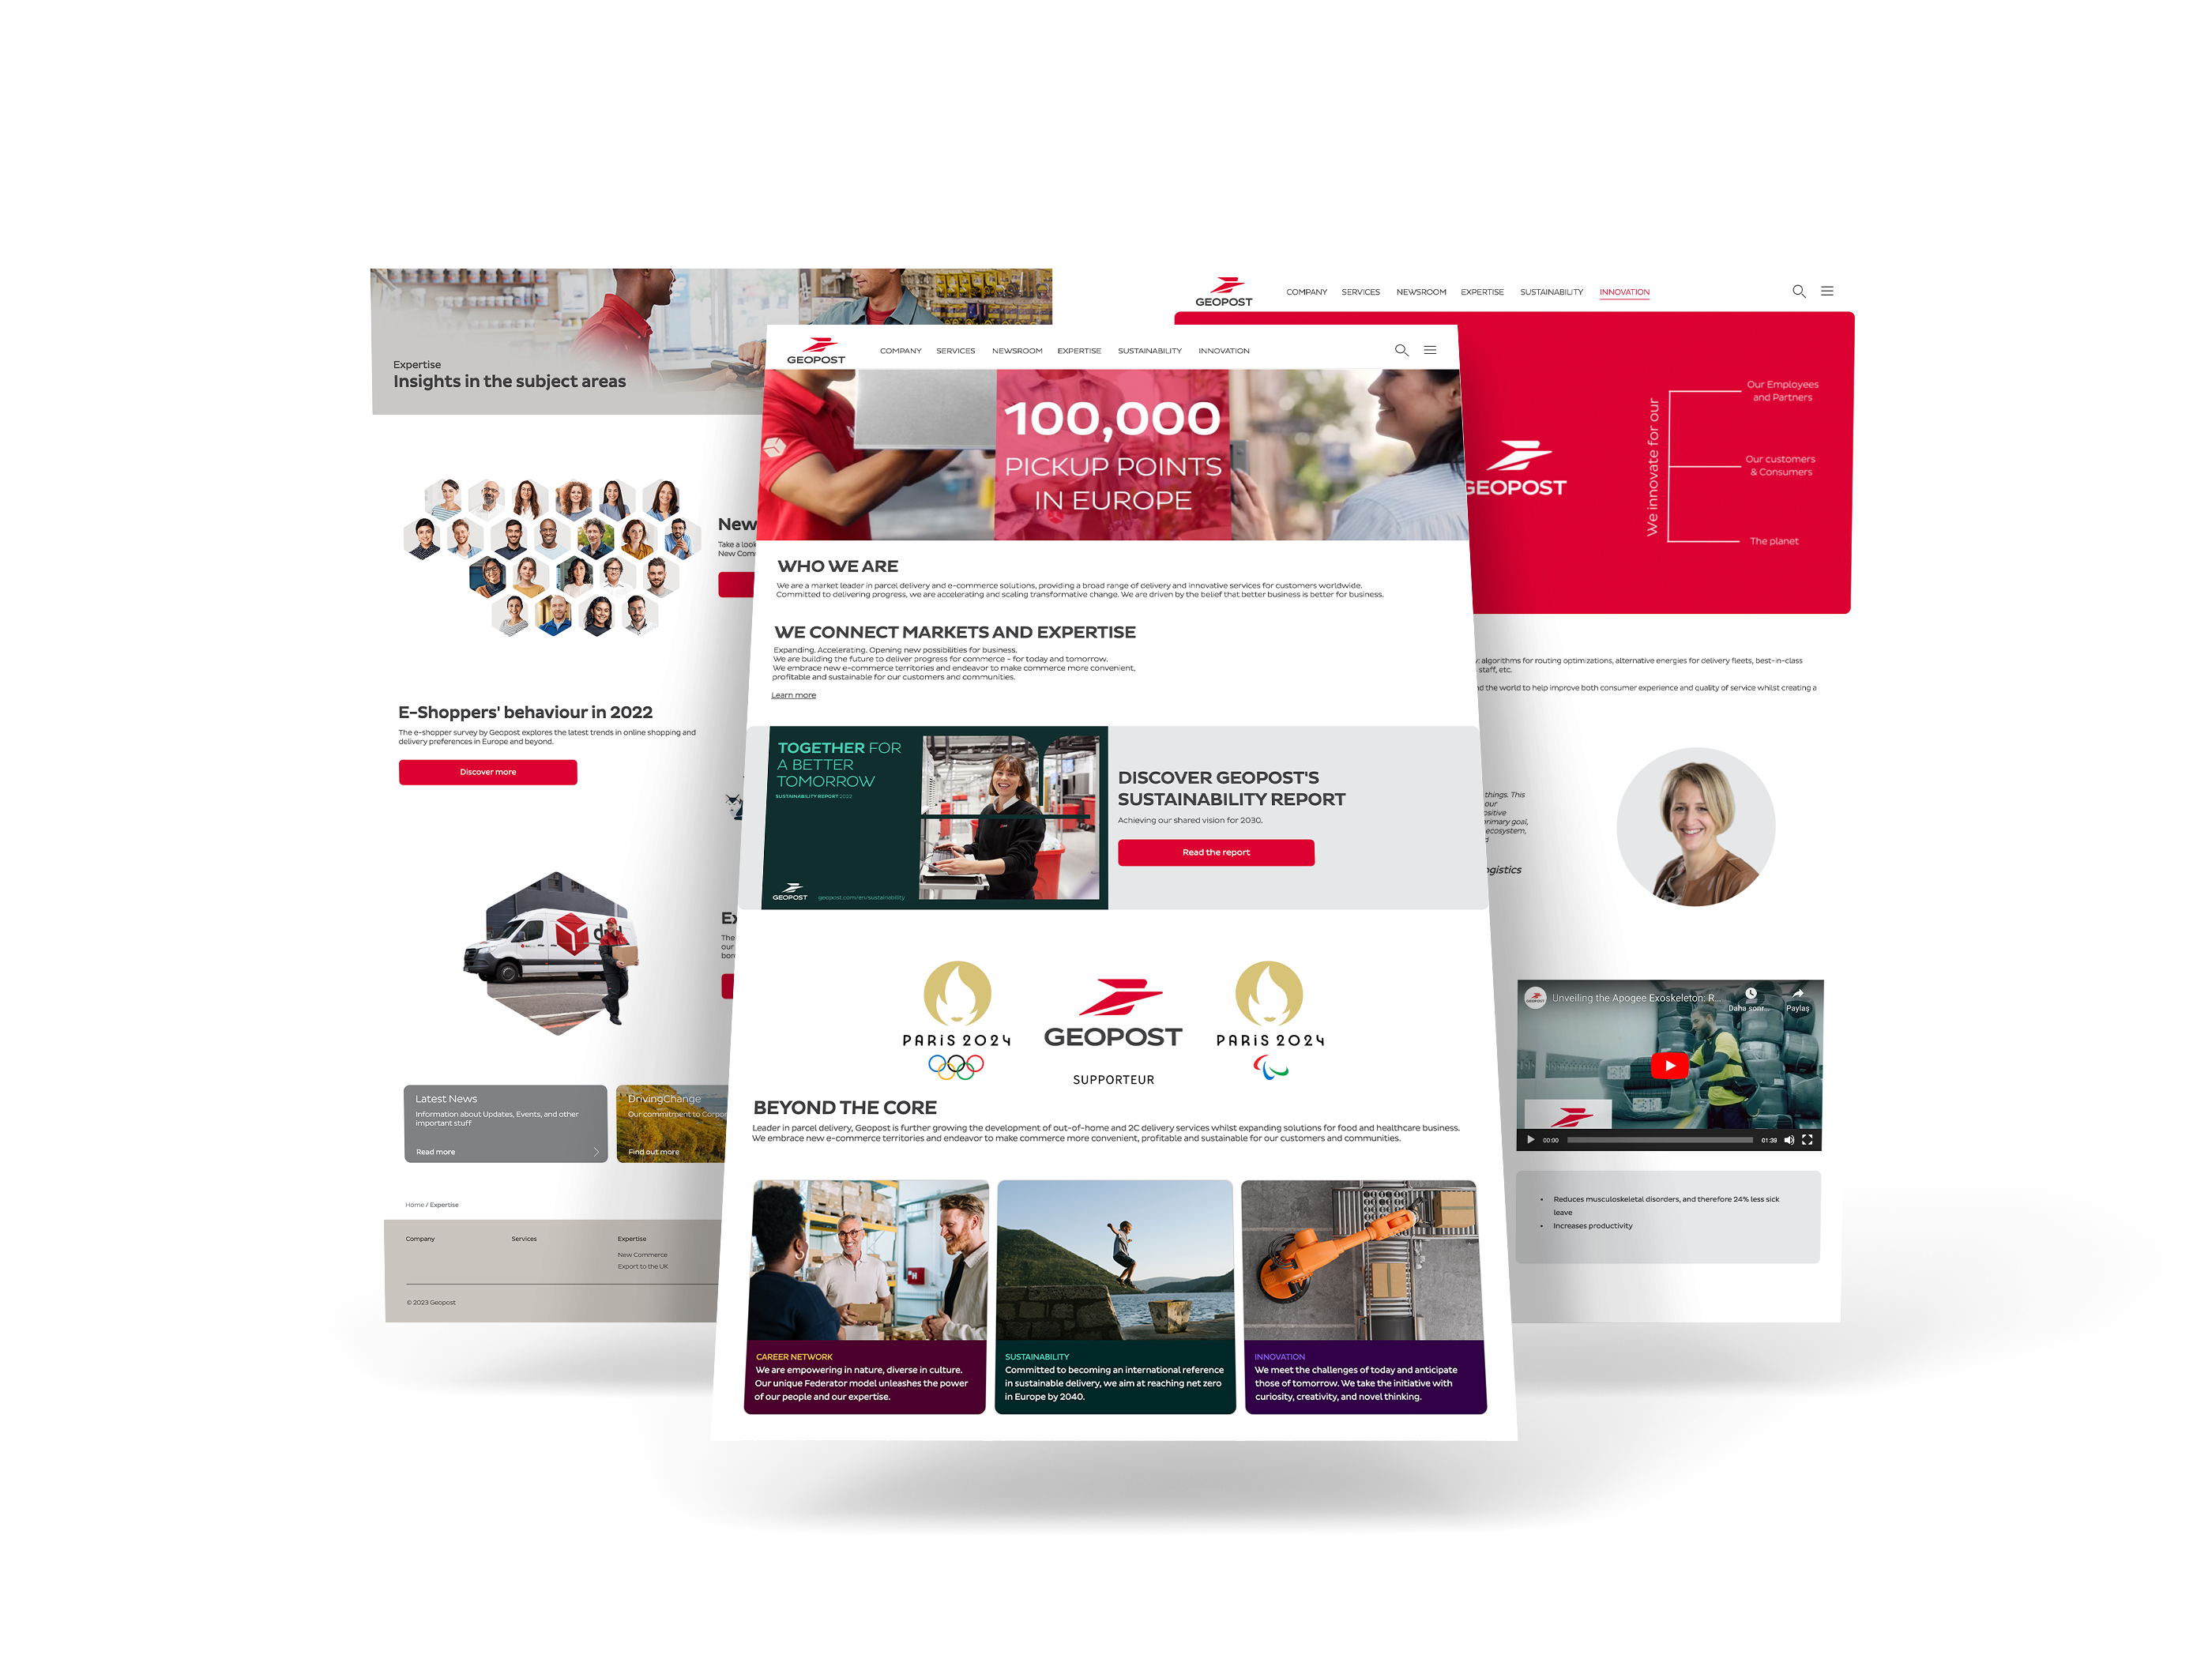 Expertise
Insights in the subject areas
New
Take a look
New Com
E-Shoppers' behaviour in 2022
The e-shopper survey by Geopost explores the latest trends in online shopping and
delivery preferences in Europe and beyond.
Discover more
Ex
The
our
bor
Latest News
Information about Updates, Events, and other
important stuff
Read more
DrivingChange
Our commitment to Corpor
Find out more
Home / Expertise
Company
Services
Expertise
New Commerce
Export to the UK
© 2023 Geopost
GEOPOST
COMPANY SERVICES NEWSROOM EXPERTISE SUSTAINABILITY INNOVATION
100,000
PICKUP POINTS
IN EUROPE
WHO WE ARE
We are a market leader in parcel delivery and e-commerce solutions, providing a broad range of delivery and innovative services for customers worldwide.
Committed to delivering progress, we are accelerating and scaling transformative change. We are driven by the belief that better business is better for business.
WE CONNECT MARKETS AND EXPERTISE
Expanding. Accelerating. Opening new possibilities for business.
We are building the future to deliver progress for commerce - for today and tomorrow.
We embrace new e-commerce territories and endeavor to make commerce more convenient,
profitable and sustainable for our customers and communities.
Learn more
TOGETHER FOR
A BETTER
TOMORROW
SUSTAINABILITY REPORT 2022
GEOPOST
geopost.com/en/sustainability
DISCOVER GEOPOST'S
SUSTAINABILITY REPORT
Achieving our shared vision for 2030.
Read the report
PARIS 2024
GEOPOST
SUPPORTEUR
PARIS 2024
BEYOND THE CORE
Leader in parcel delivery, Geopost is further growing the development of out-of-home and 2C delivery services whilst expanding solutions for food and healthcare business.
We embrace new e-commerce territories and endeavor to make commerce more convenient, profitable and sustainable for our customers and communities.
CAREER NETWORK
We are empowering in nature, diverse in culture.
Our unique Federator model unleashes the power
of our people and our expertise.
SUSTAINABILITY
Committed to becoming an international reference
in sustainable delivery, we aim at reaching net zero
in Europe by 2040.
INNOVATION
We meet the challenges of today and anticipate
those of tomorrow. We take the initiative with
curiosity, creativity, and novel thinking.
GEOPOST
COMPANY SERVICES NEWSROOM EXPERTISE SUSTAINABILITY INNOVATION
GEOPOST
We innovate for our
Our Employees
and Partners
Our customers
& Consumers
The planet
algorithms for routing optimizations, alternative energies for delivery fleets, best-in-class
staff, etc.
the world to help improve both consumer experience and quality of service whilst creating a
things. This
our
ositive
rimary goal,
ecosystem,
ogistics
Unveiling the Apogee Exoskeleton: R...
Daha sonr...
Paylaş
00:00
01:39
• Reduces musculoskeletal disorders, and therefore 24% less sick
leave
• Increases productivity